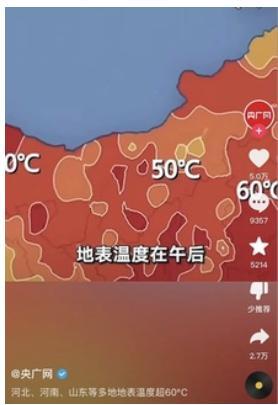 央广网
0℃
50℃
60℃
5.0万
9357
地表温度在午后
5214
少推荐
2.7万
@央广网
河北、河南、山东等多地地表温度超60°C